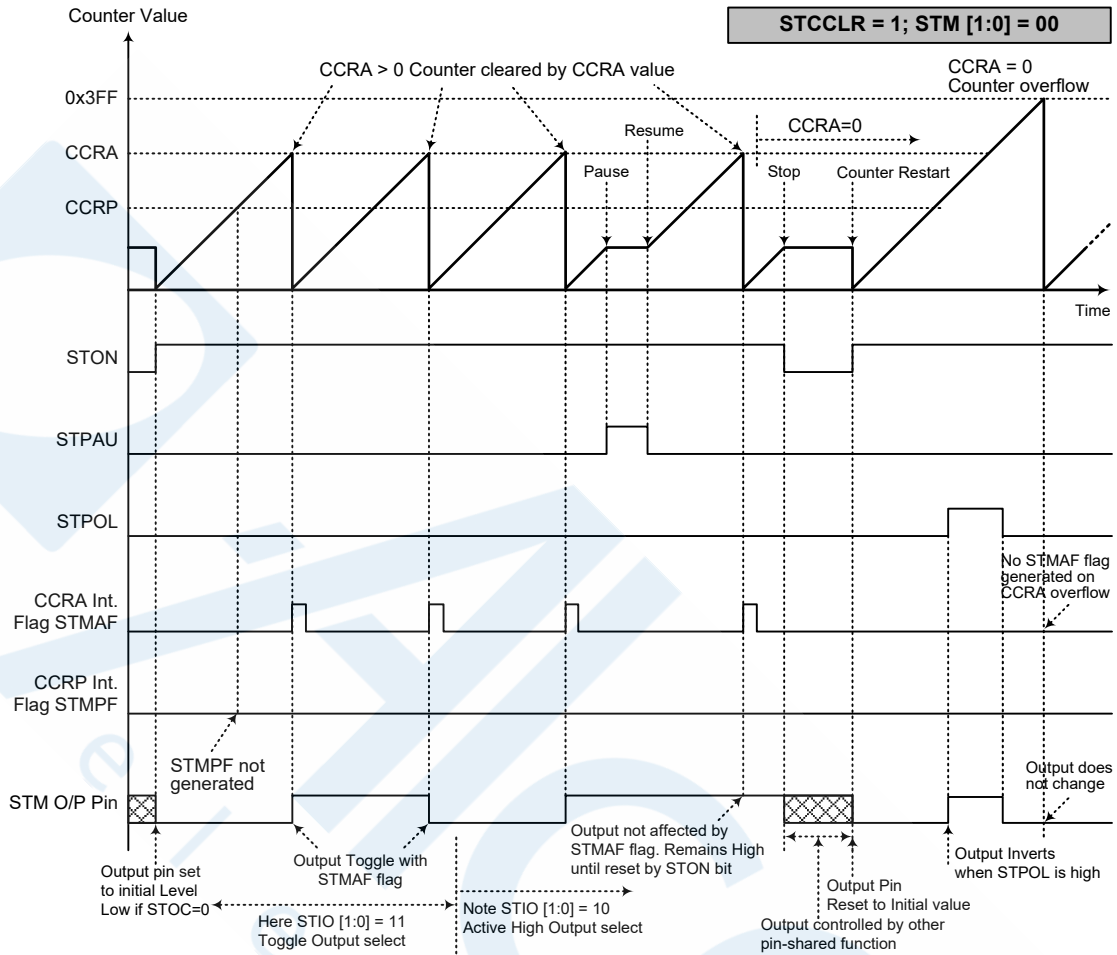 Counter Value
STCCLR = 1; STM [1:0] = 00
CCRA > 0 Counter cleared by CCRA value
CCRA = 0
Counter overflow
0x3FF
Resume
CCRA=0
CCRA
Pause
Stop
Counter Restart
CCRP
Time
STON
STPAU
STPOL
No STMAF flag
generated on
CCRA overflow
CCRA Int.
Flag STMAF
CCRP Int.
Flag STMPF
STMPF not
generated
Output does
not change
STM O/P Pin
Output pin set
to initial Level
Low if STOC=0
Output Toggle with
STMAF flag
Output not affected by
STMAF flag. Remains High
until reset by STON bit
Output Inverts
when STPOL is high
Output Pin
Reset to Initial value
Here STIO [1:0] = 11
Toggle Output select
Note STIO [1:0] = 10
Active High Output select
Output controlled by other
pin-shared function